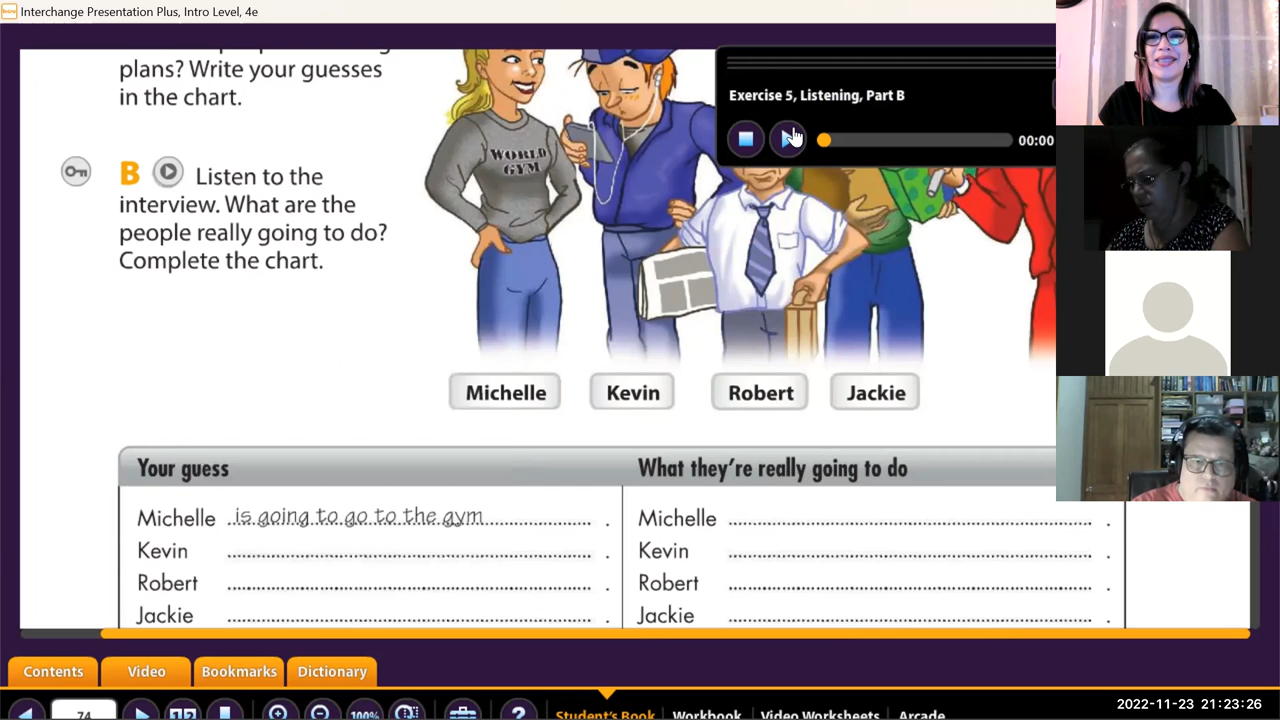 Interchange Presentation Plus, Intro Level, 4e
plans? Write your guesses
in the chart.
B Listen to the
interview. What are the
people really going to do?
Complete the chart.
WORLD
GYM
Exercise 5, Listening, Part B
00:00
Michelle
Kevin
Robert
Jackie
Your guess
What they're really going to do
Michelle is going to go to the gym.
Michelle
Kevin
Kevin
Robert
Robert
Jackie
Jackie
Contents
Video
Bookmarks
Dictionary
74
100%
?
Student's Book
Workbook
Video Worksheets
Arcade
2022-11-23 21:23:26